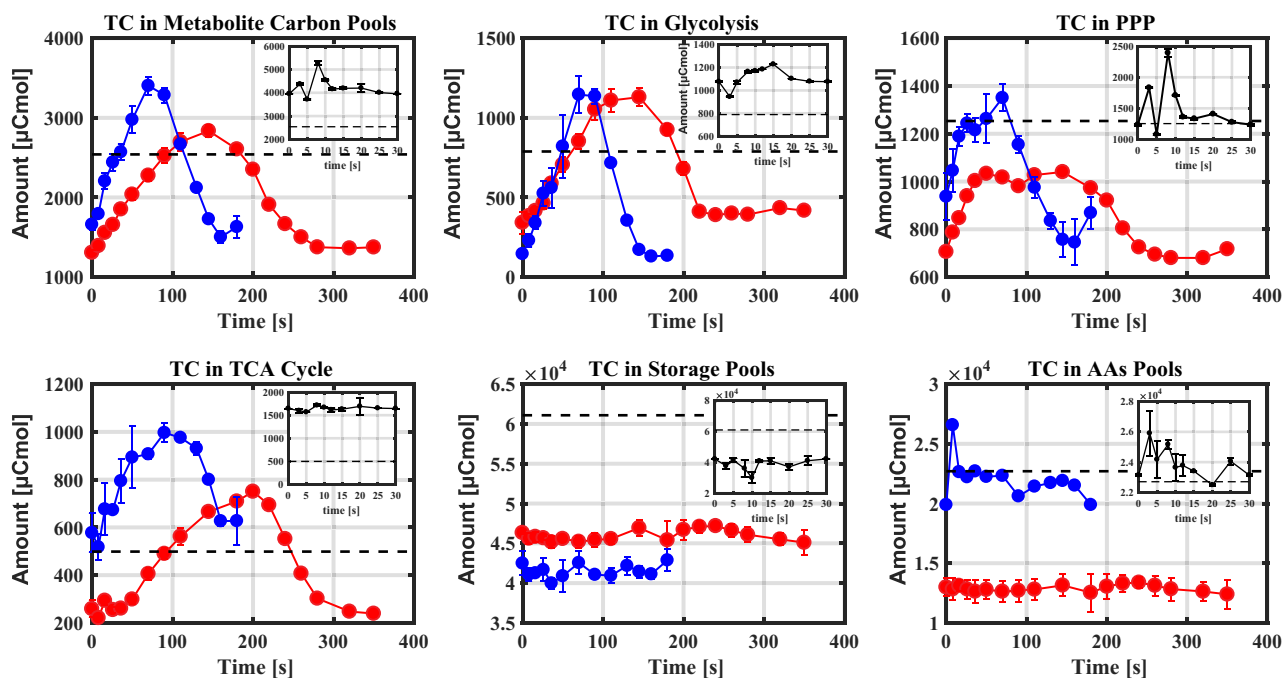 TC in Metabolite Carbon Pools
Amount [µCmol]
4000
3000
2000
1000
0 100 200 300 400
Time [s]
6000
5000
4000
3000
2000
0 5 10 15 20 25 30
time [s]
TC in Glycolysis
Amount [µCmol]
1500
1000
500
0
0 100 200 300 400
Time [s]
Amount [µCmol]
1400
1200
1000
800
600
0 5 10 15 20 25 30
time [s]
TC in PPP
Amount [µCmol]
1600
1400
1200
1000
800
600
0 100 200 300 400
Time [s]
2500
2000
1500
1000
0 5 10 15 20 25 30
time [s]
TC in TCA Cycle
Amount [µCmol]
1200
1000
800
600
400
200
0 100 200 300 400
Time [s]
2000
1500
1000
500
0
0 5 10 15 20 25 30
time [s]
TC in Storage Pools
×10⁴
Amount [µCmol]
6.5
6
5.5
5
4.5
4
3.5
0 100 200 300 400
Time [s]
×10⁴
8
6
4
2
0 5 10 15 20 25 30
time [s]
TC in AAs Pools
×10⁴
Amount [µCmol]
3
2.5
2
1.5
1
0 100 200 300 400
Time [s]
×10⁴
2.8
2.6
2.4
2.2
0 5 10 15 20 25 30
time [s]